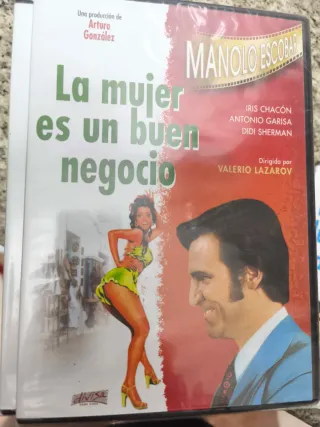 Una producción de
Arturo
González
MANOLO ESCOBAR
La mujer
es un buen
negocio
IRIS CHACÓN
ANTONIO GARISA
DIDI SHERMAN
Dirigida por
VALERIO LAZAROV
DIVISA